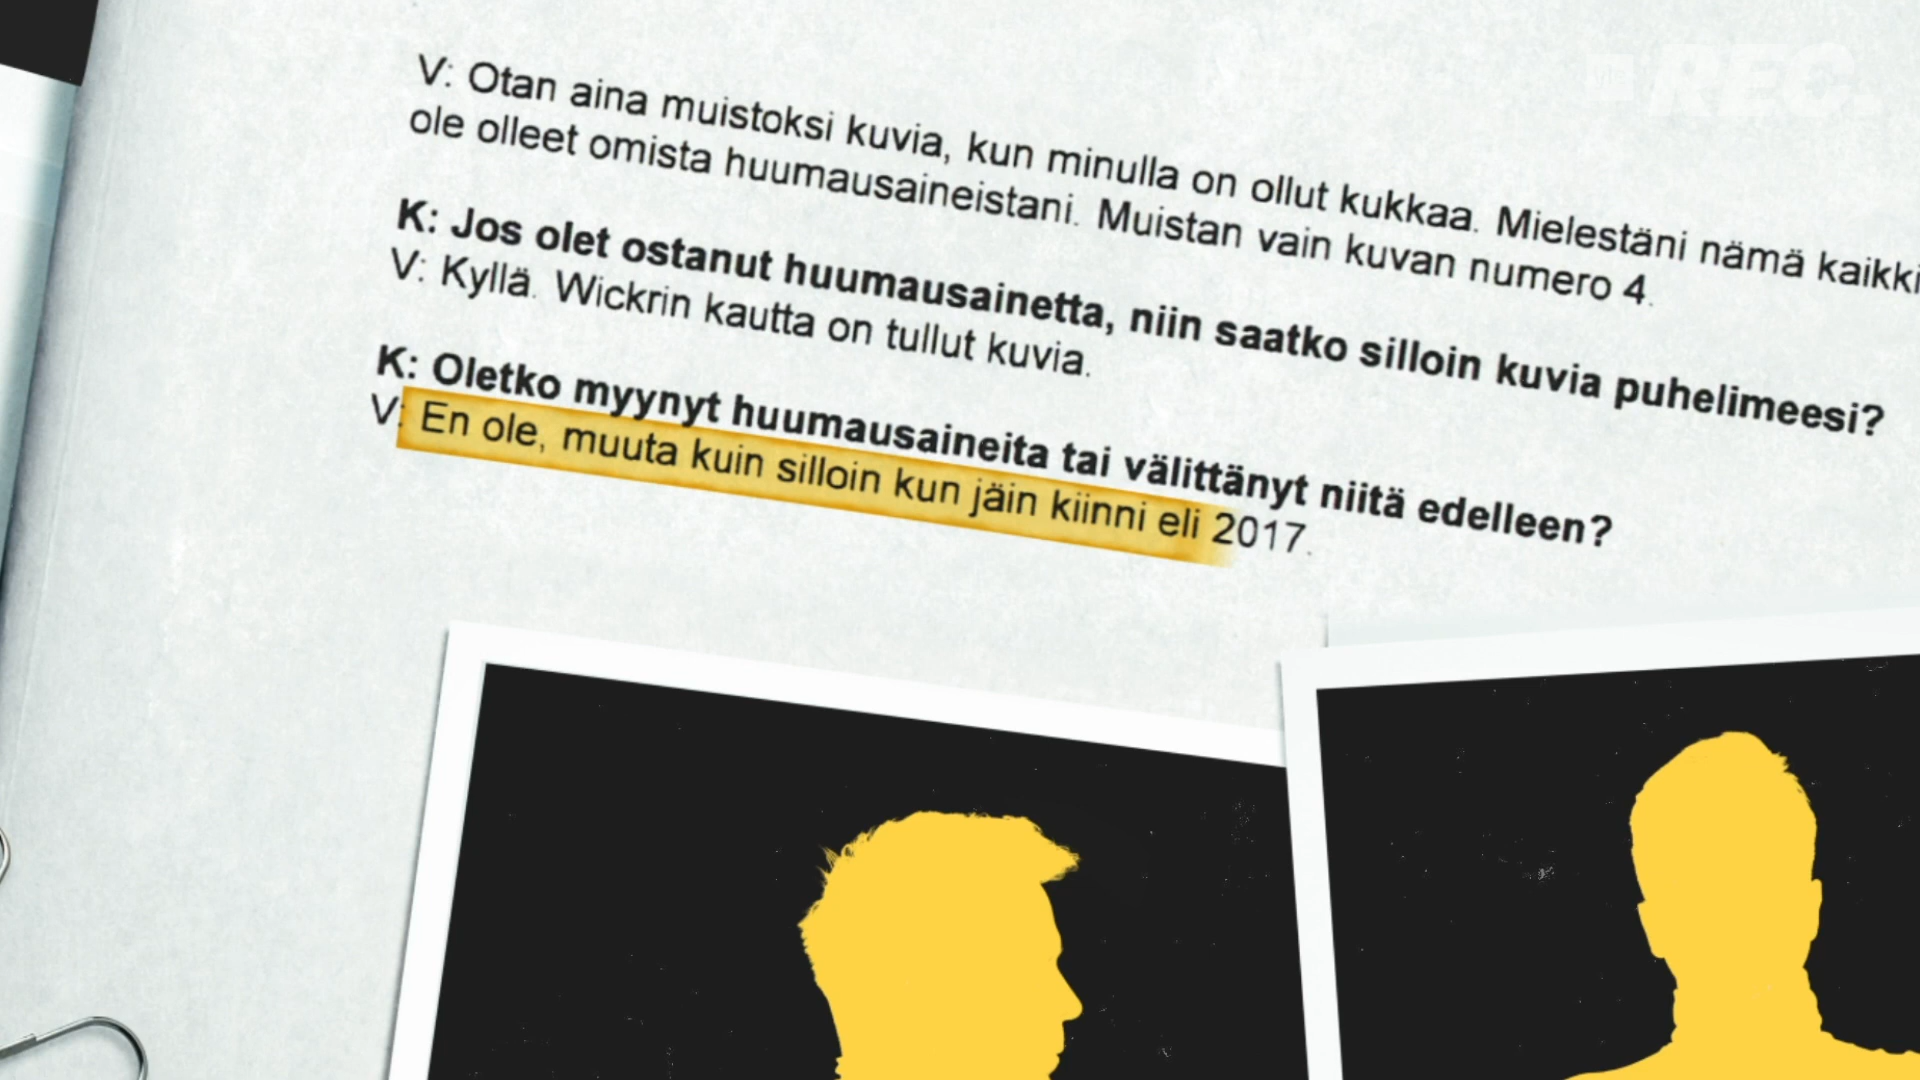 yle REC.
V: Otan aina muistoksi kuvia, kun minulla on ollut kukkaa. Mielestäni nämä kaikki
ole olleet omista huumausaineistani. Muistan vain kuvan numero 4.
K: Jos olet ostanut huumausainetta, niin saatko silloin kuvia puhelimeesi?
V: Kyllä. Wickrin kautta on tullut kuvia.
K: Oletko myynyt huumausaineita tai välittänyt niitä edelleen?
V: En ole, muuta kuin silloin kun jäin kiinni eli 2017.